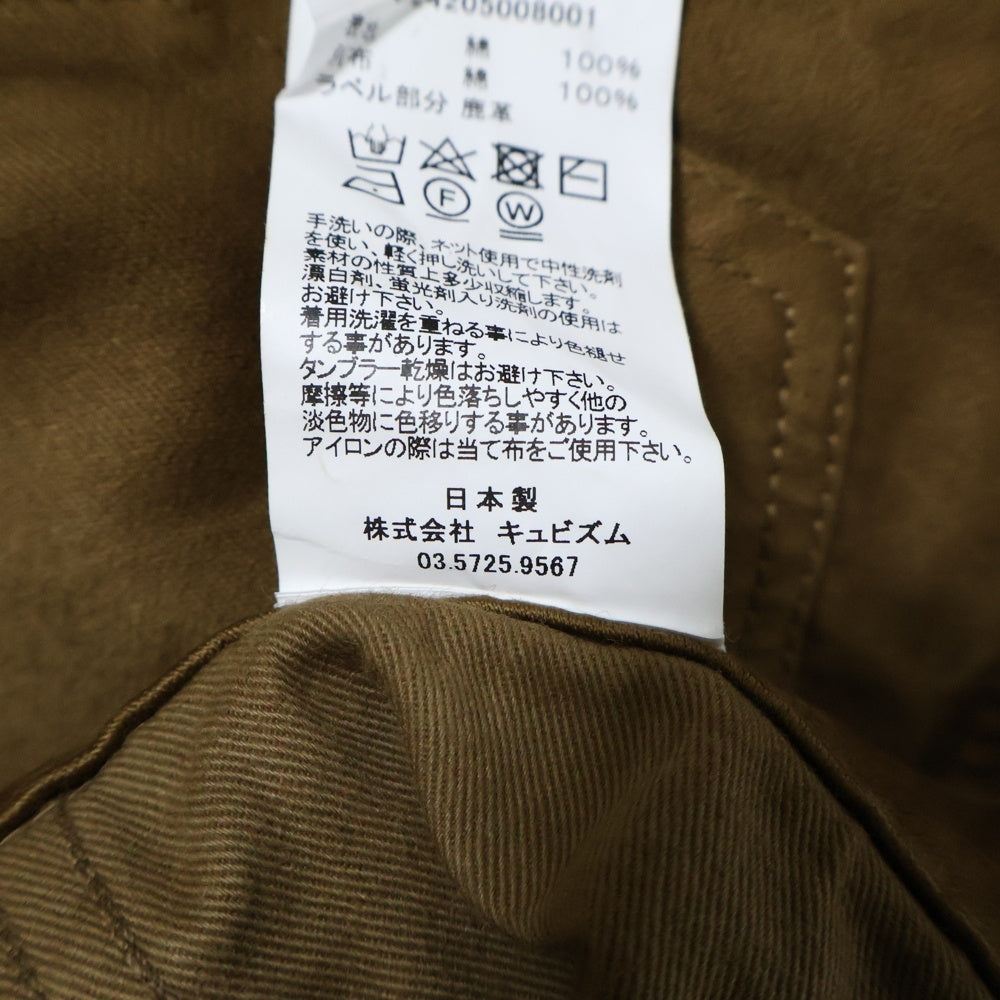 4205008001
綿 100%
布 綿 100%
ラベル部分 鹿革
F W
手洗いの際、ネット使用で中性洗剤
を使い、軽く押し洗いして下さい。
素材の性質上多少収縮します。
漂白剤、蛍光剤入り洗剤の使用は
お避け下さい。
着用洗濯を重ねる事により色褪せ
する事があります。
タンブラー乾燥はお避け下さい。
摩擦等により色落ちしやすく他の
淡色物に色移りする事があります。
アイロンの際は当て布をご使用下さい。
日本製
株式会社 キュビズム
03.5725.9567